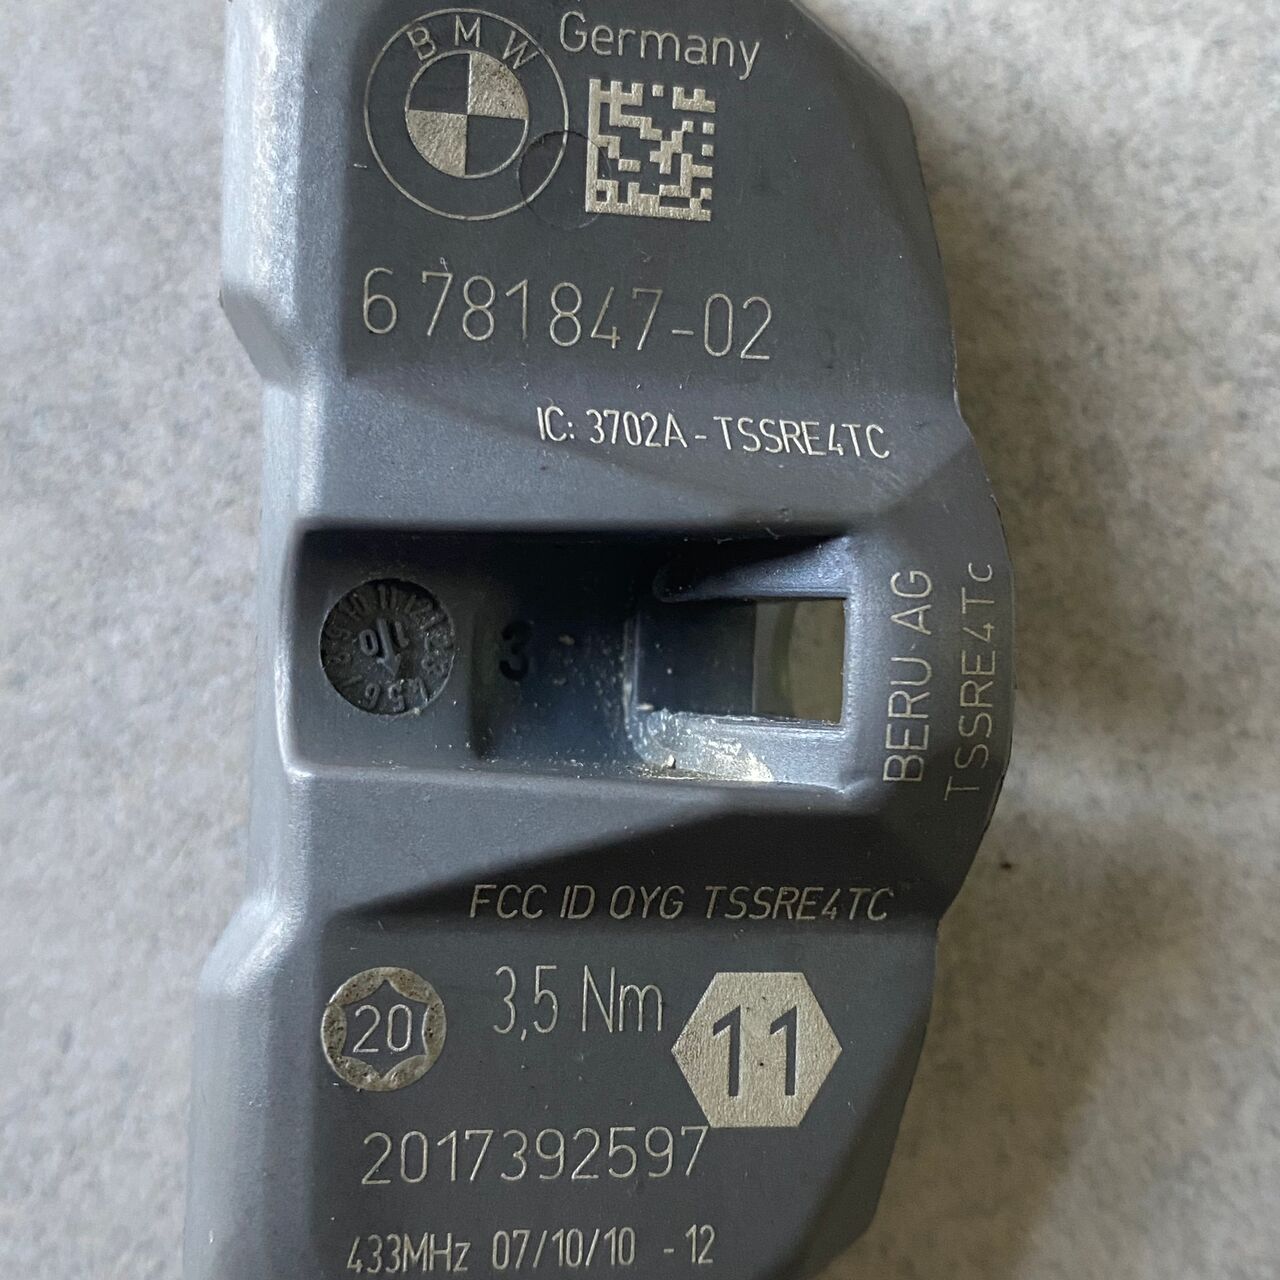 BMW
Germany
6 781847-02
IC: 3702A-TSSRE4TC
3
BERU AG
TSSRE4Tc
FCC ID OYG TSSRE4TC
20
3,5 Nm
11
2017392597
433MHz 07/10/10 -12